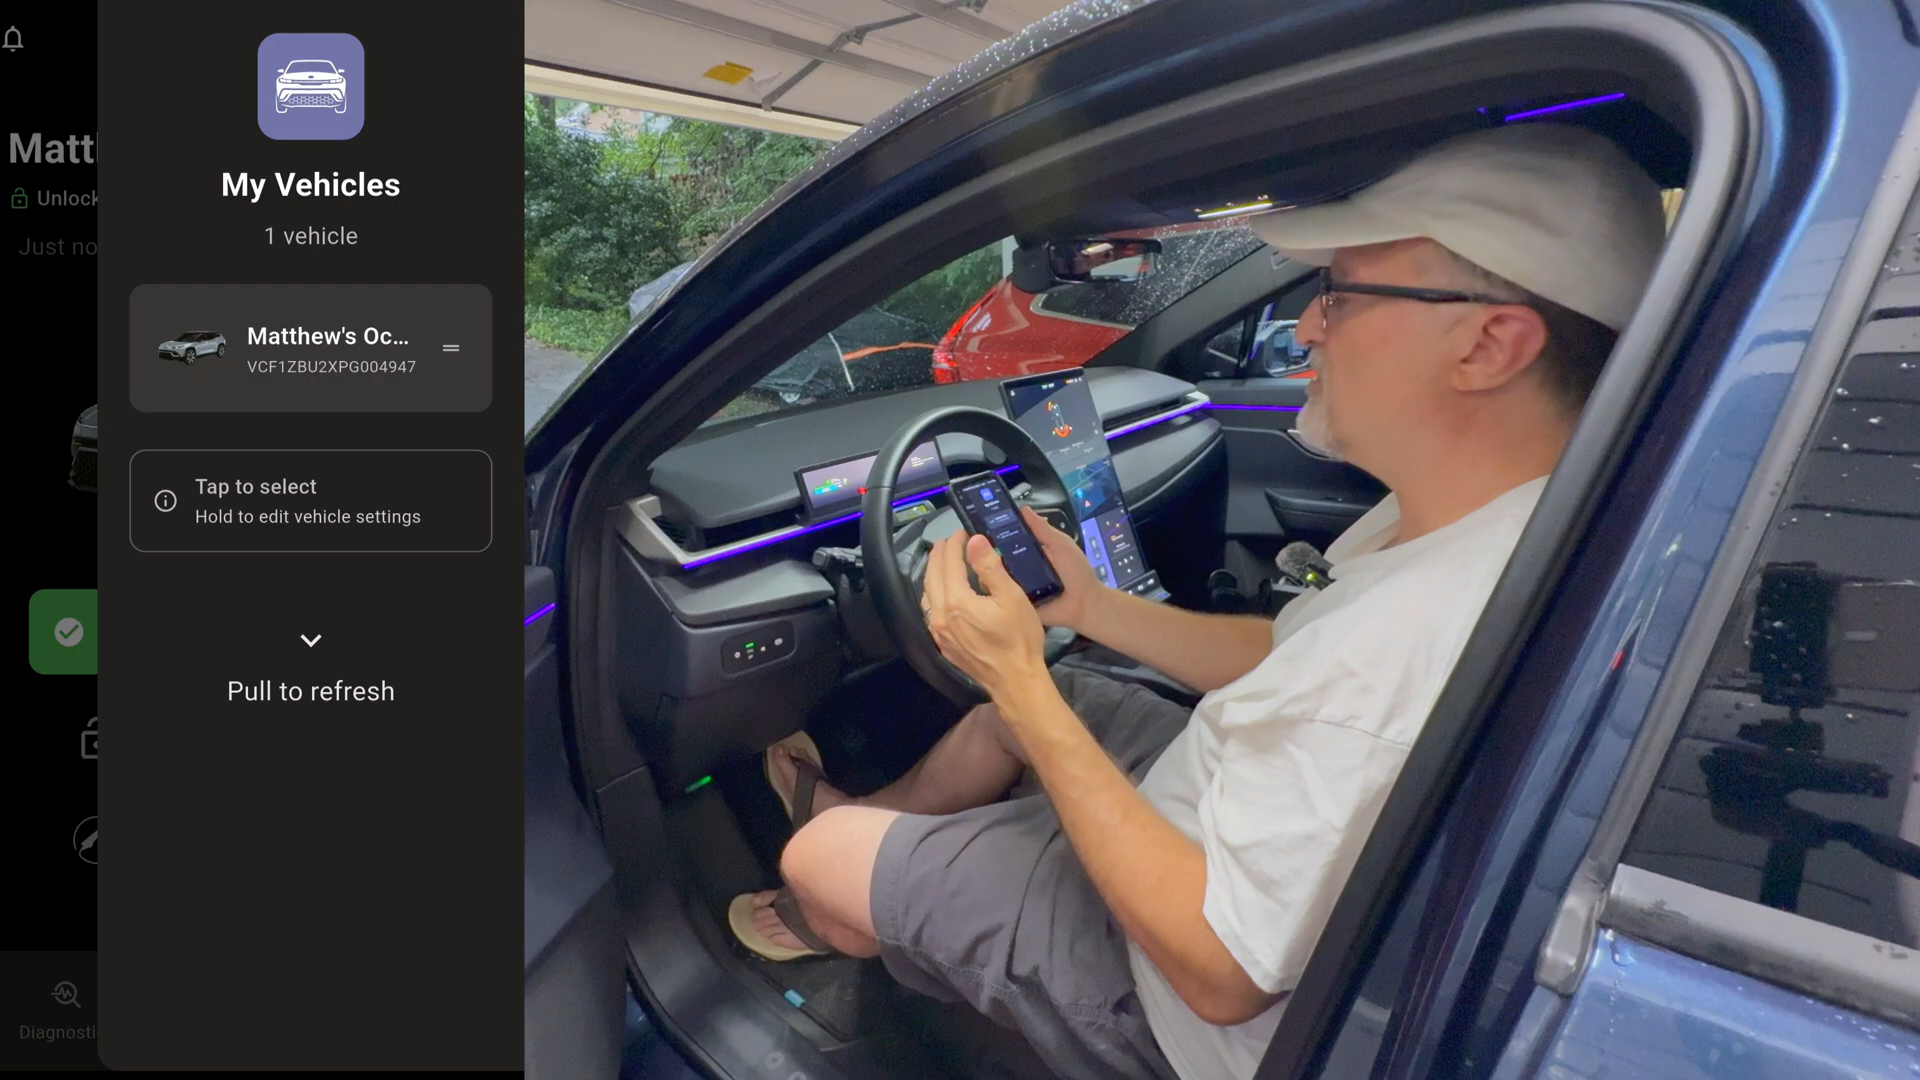 Matt
Unlock
Just no
My Vehicles
1 vehicle
Matthew's Oc...
VCF1ZBU2XPG004947
Tap to select
Hold to edit vehicle settings
Pull to refresh
Diagnosti